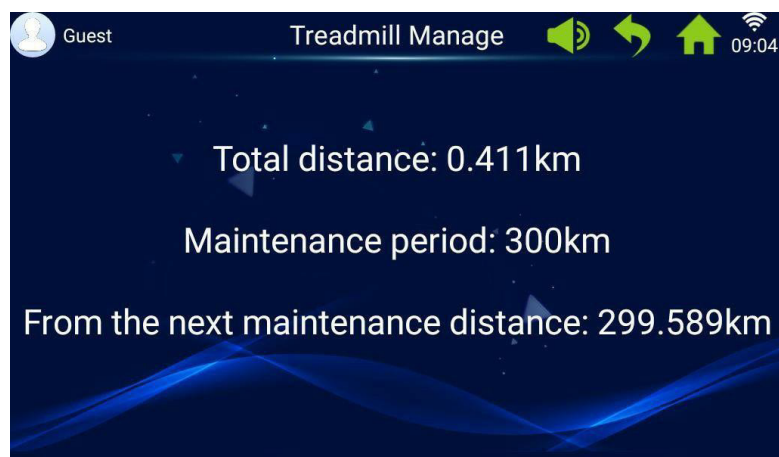 Guest
Treadmill Manage
09:04
Total distance: 0.411km
Maintenance period: 300km
From the next maintenance distance: 299.589km